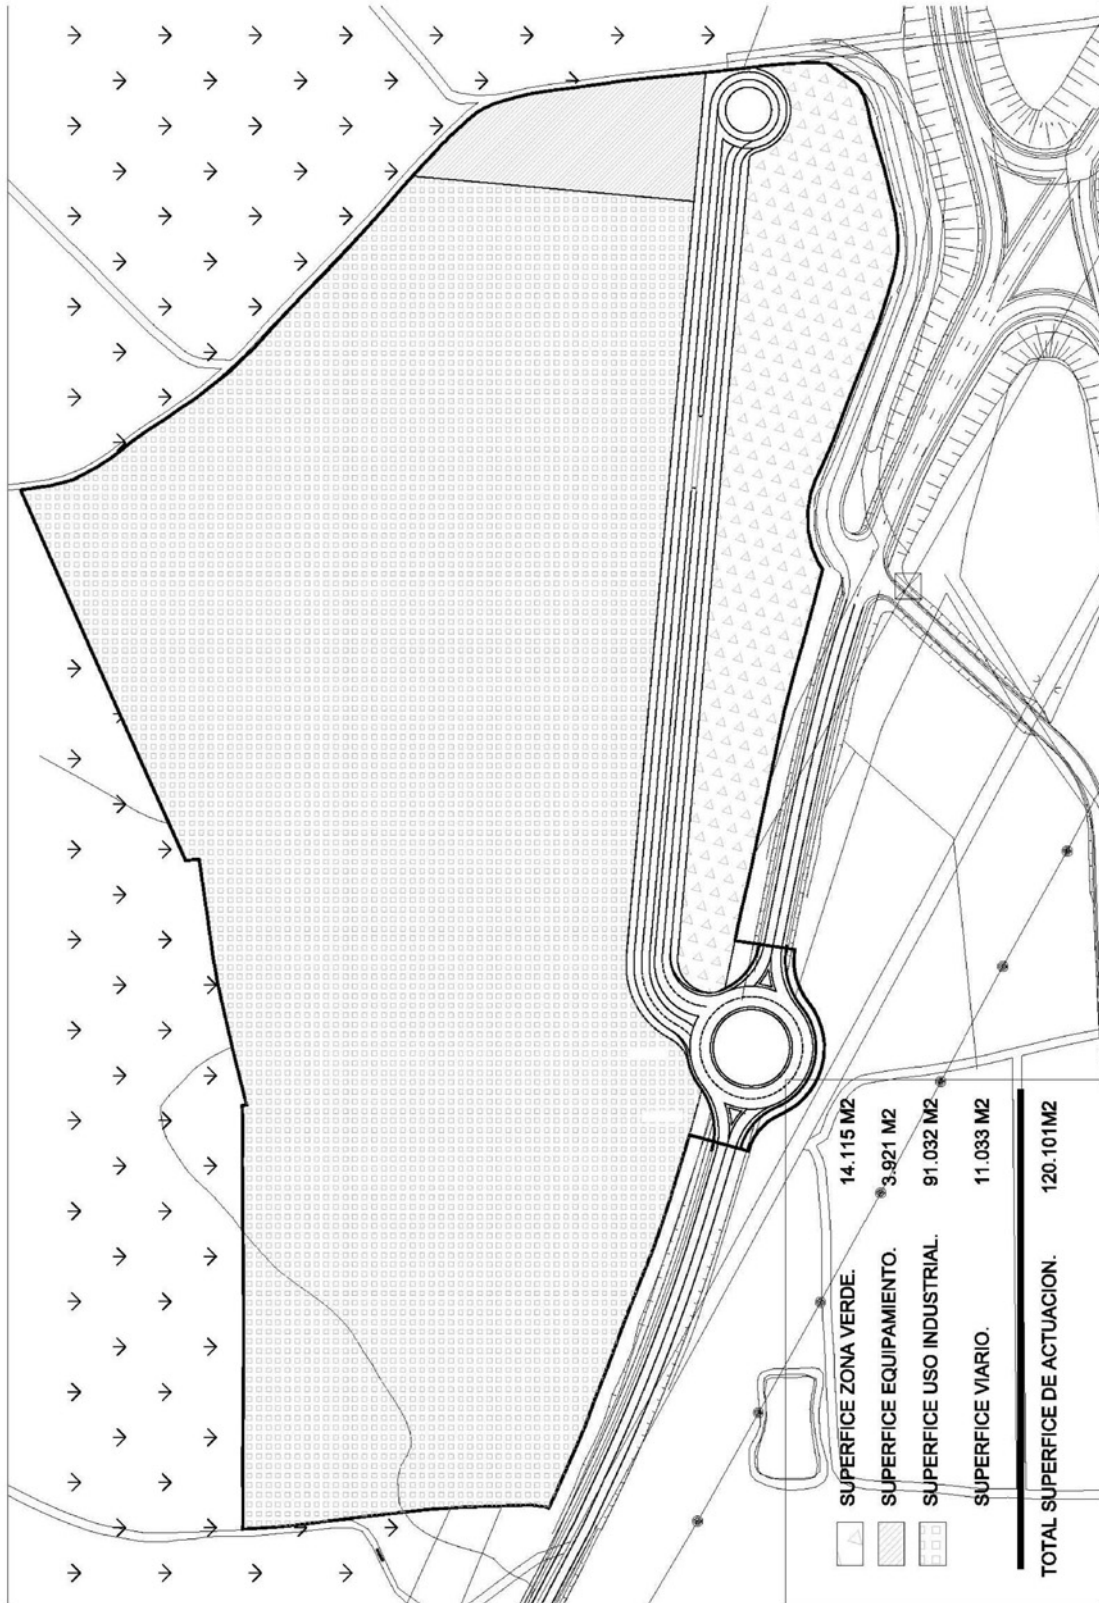 SUPERFICE ZONA VERDE. 14.115 M2
SUPERFICE EQUIPAMIENTO. 3.921 M2
SUPERFICE USO INDUSTRIAL. 91.032 M2
SUPERFICE VIARIO. 11.033 M2
TOTAL SUPERFICE DE ACTUACION. 120.101M2